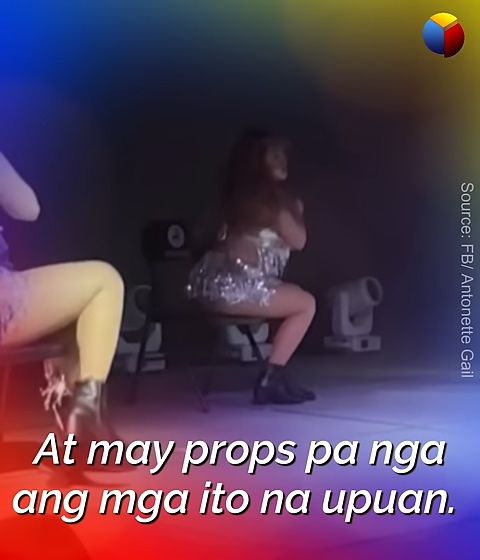 Source: FB/ Antonette Gail
At may props pa nga
ang mga ito na upuan.